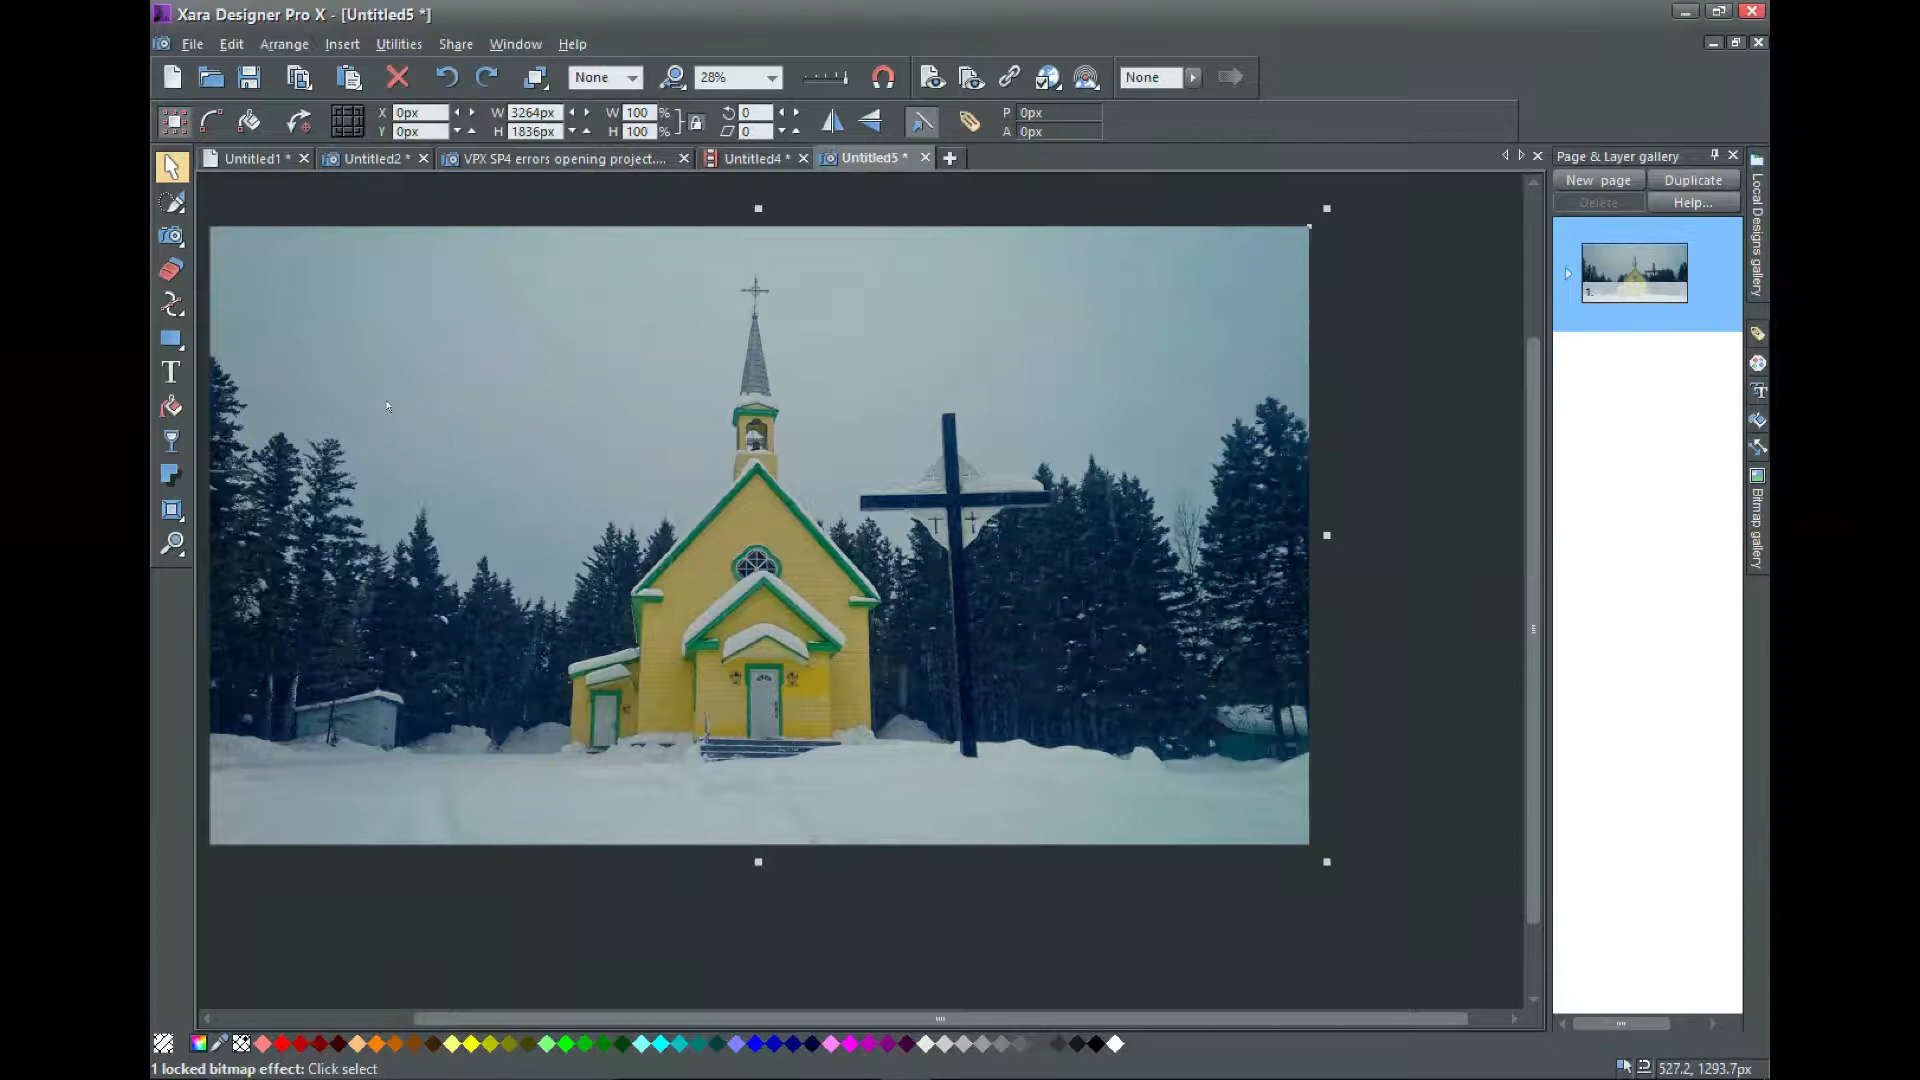 Xara Designer Pro X - [Untitled5 *]
File Edit Arrange Insert Utilities Share Window Help
None 28% None
X 0px W 3264px W 100 % 0 P 0px
Y 0px H 1836px H 100 % 0 A 0px
Untitled1 * Untitled2 * VPX SP4 errors opening project.... Untitled4 * Untitled5 *
Page & Layer gallery
New page Duplicate
Delete Help...
1.
Local Designs gallery
Bitmap gallery
T
1 locked bitmap effect: Click select
527.2, 1293.7px